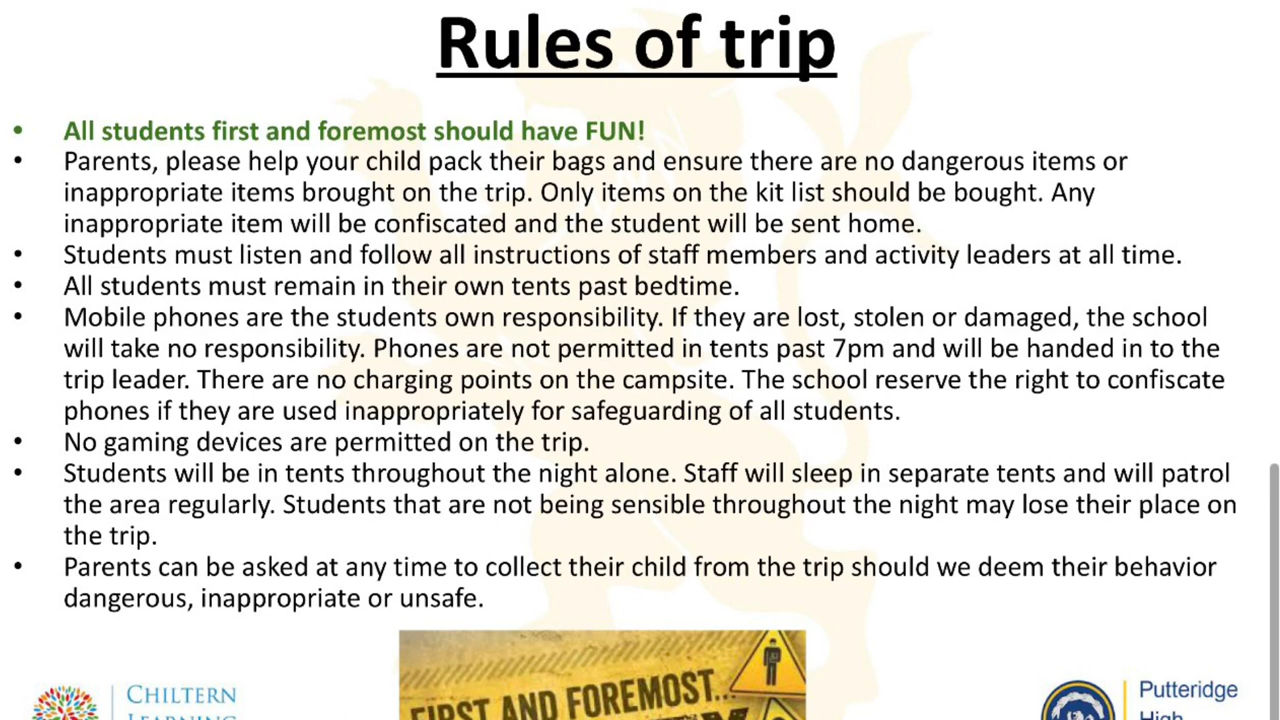 Rules of trip
• All students first and foremost should have FUN!
• Parents, please help your child pack their bags and ensure there are no dangerous items or
inappropriate items brought on the trip. Only items on the kit list should be bought. Any
inappropriate item will be confiscated and the student will be sent home.
• Students must listen and follow all instructions of staff members and activity leaders at all time.
• All students must remain in their own tents past bedtime.
• Mobile phones are the students own responsibility. If they are lost, stolen or damaged, the school
will take no responsibility. Phones are not permitted in tents past 7pm and will be handed in to the
trip leader. There are no charging points on the campsite. The school reserve the right to confiscate
phones if they are used inappropriately for safeguarding of all students.
• No gaming devices are permitted on the trip.
• Students will be in tents throughout the night alone. Staff will sleep in separate tents and will patrol
the area regularly. Students that are not being sensible throughout the night may lose their place on
the trip.
• Parents can be asked at any time to collect their child from the trip should we deem their behavior
dangerous, inappropriate or unsafe.
FIRST AND FOREMOST...
CHILTERN
LEARNING
Putteridge
High